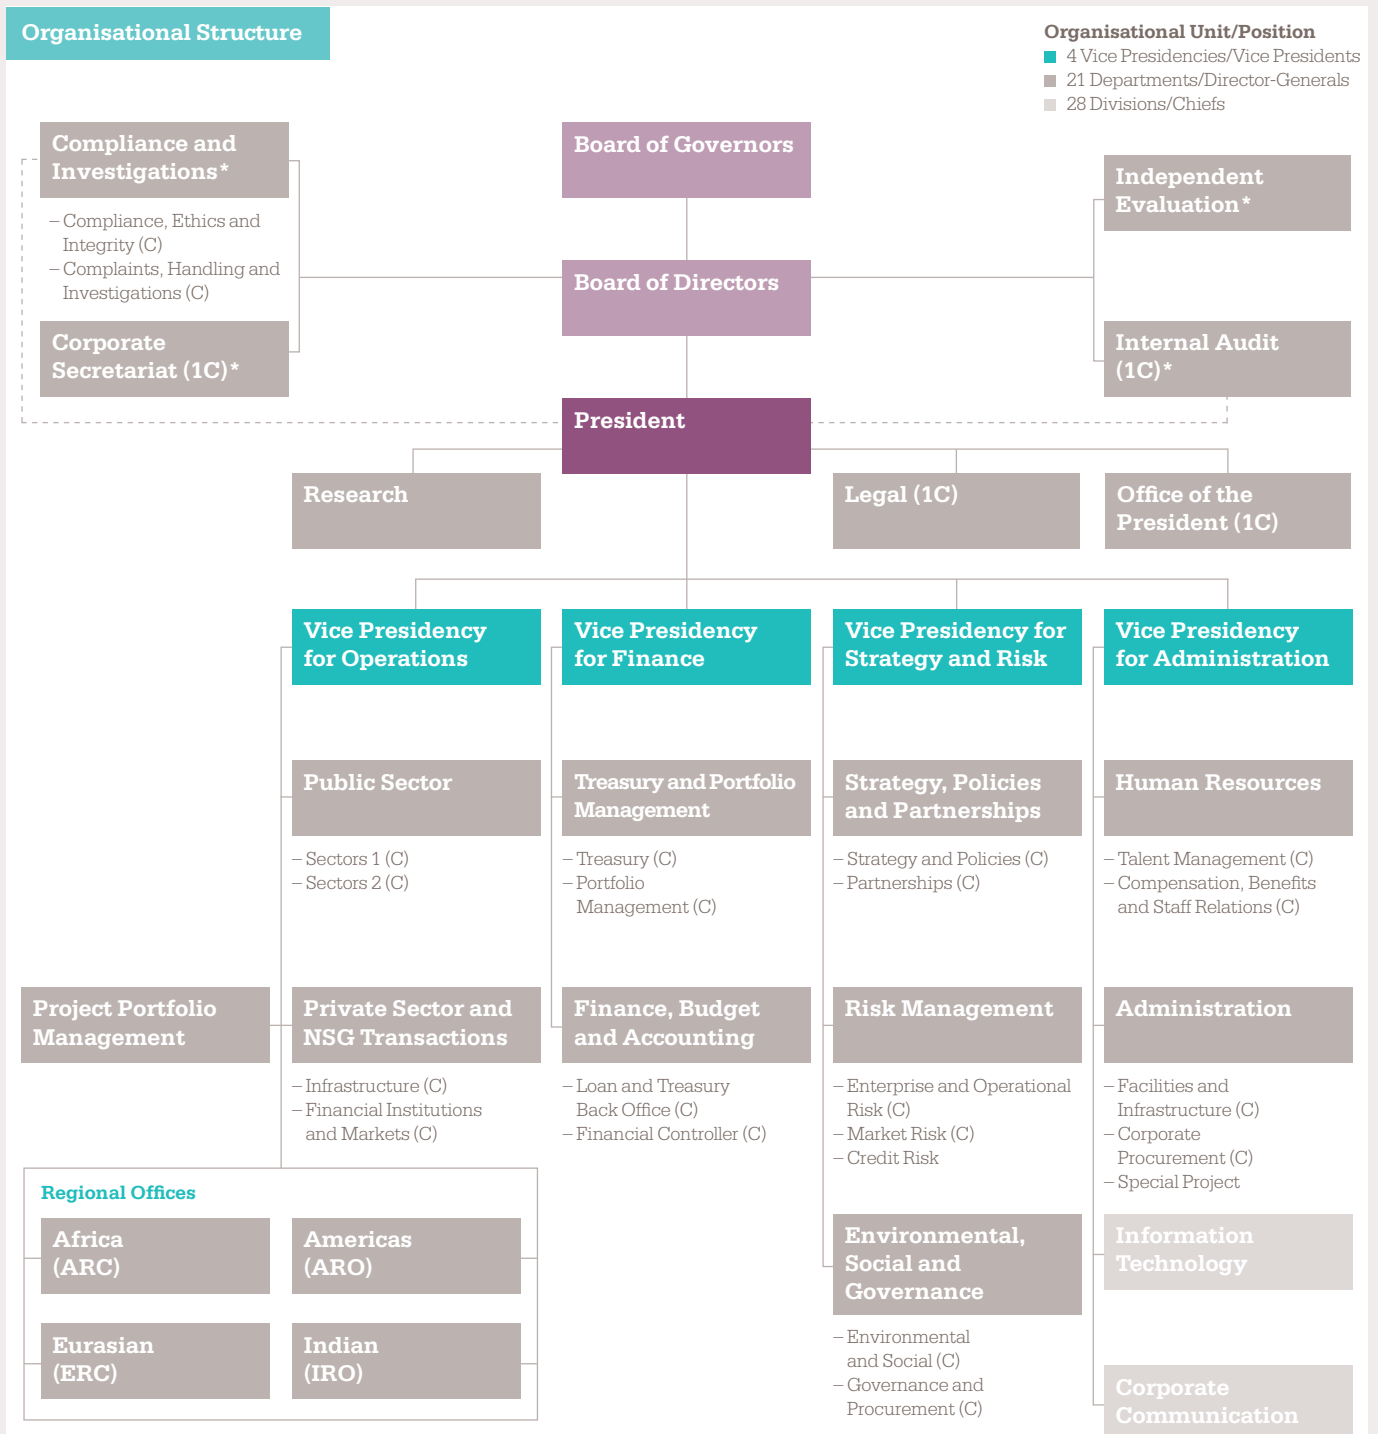 Organisational Structure
Organisational Unit/Position
4 Vice Presidencies/Vice Presidents
21 Departments/Director-Generals
28 Divisions/Chiefs
Compliance and
Investigations*
– Compliance, Ethics and
Integrity (C)
– Complaints, Handling and
Investigations (C)
Corporate
Secretariat (1C)*
Board of Governors
Board of Directors
Independent
Evaluation*
Internal Audit
(1C)*
President
Research
Legal (1C)
Office of the
President (1C)
Vice Presidency
for Operations
Vice Presidency
for Finance
Vice Presidency for
Strategy and Risk
Vice Presidency
for Administration
Public Sector
– Sectors 1 (C)
– Sectors 2 (C)
Treasury and Portfolio
Management
– Treasury (C)
– Portfolio
Management (C)
Strategy, Policies
and Partnerships
– Strategy and Policies (C)
– Partnerships (C)
Human Resources
– Talent Management (C)
– Compensation, Benefits
and Staff Relations (C)
Project Portfolio
Management
Private Sector and
NSG Transactions
– Infrastructure (C)
– Financial Institutions
and Markets (C)
Finance, Budget
and Accounting
– Loan and Treasury
Back Office (C)
– Financial Controller (C)
Risk Management
– Enterprise and Operational
Risk (C)
– Market Risk (C)
– Credit Risk
Administration
– Facilities and
Infrastructure (C)
– Corporate
Procurement (C)
– Special Project
Regional Offices
Africa
(ARC)
Americas
(ARO)
Eurasian
(ERC)
Indian
(IRO)
Environmental,
Social and
Governance
– Environmental
and Social (C)
– Governance and
Procurement (C)
Information
Technology
Corporate
Communication